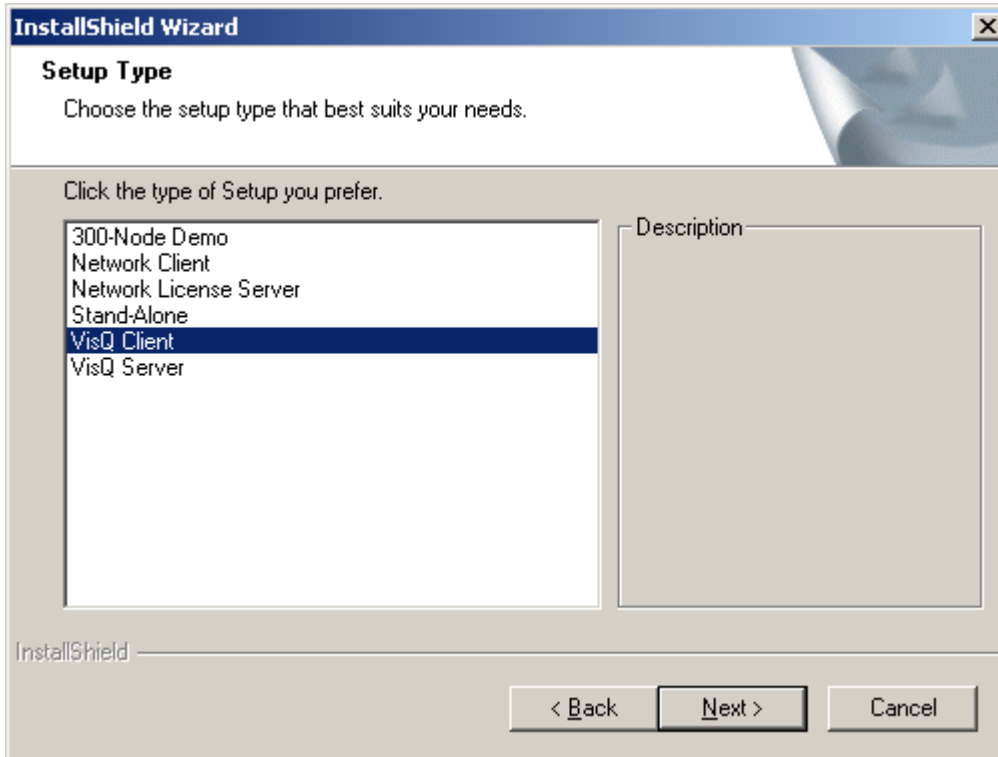 InstallShield Wizard
Setup Type
Choose the setup type that best suits your needs.
Click the type of Setup you prefer.
300-Node Demo
Network Client
Network License Server
Stand-Alone
VisQ Client
VisQ Server
Description
InstallShield
< Back
Next >
Cancel